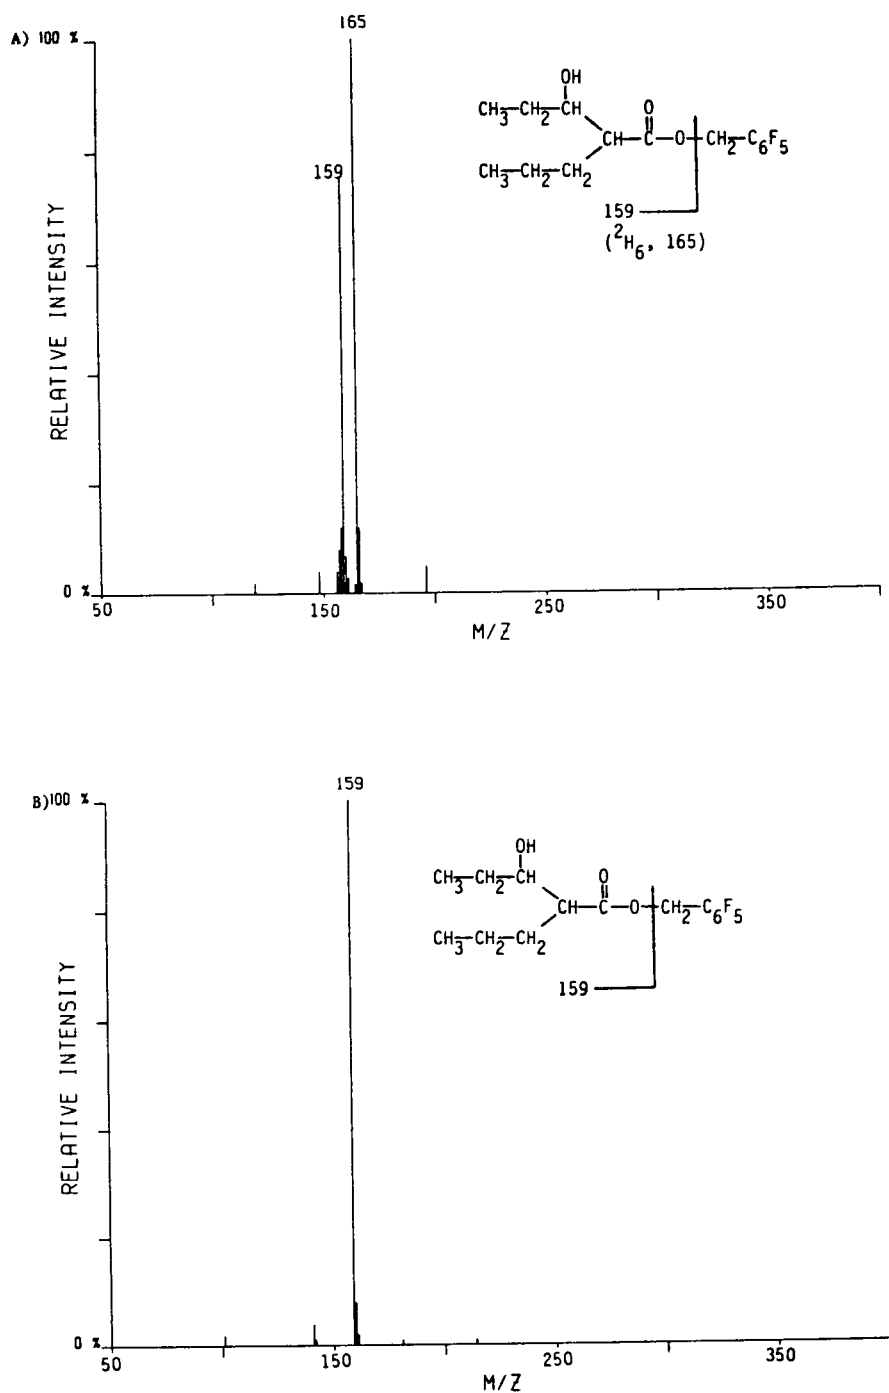 A) 100 %
165
159
RELATIVE INTENSITY
0 %
50
150
250
350
M/Z
OH
CH3-CH2-CH
O
CH-C-O-CH2-C6F5
CH3-CH2-CH2
159
(2H6, 165)
B) 100 %
159
RELATIVE INTENSITY
0 %
50
150
250
350
M/Z
OH
CH3-CH2-CH
O
CH-C-O-CH2-C6F5
CH3-CH2-CH2
159